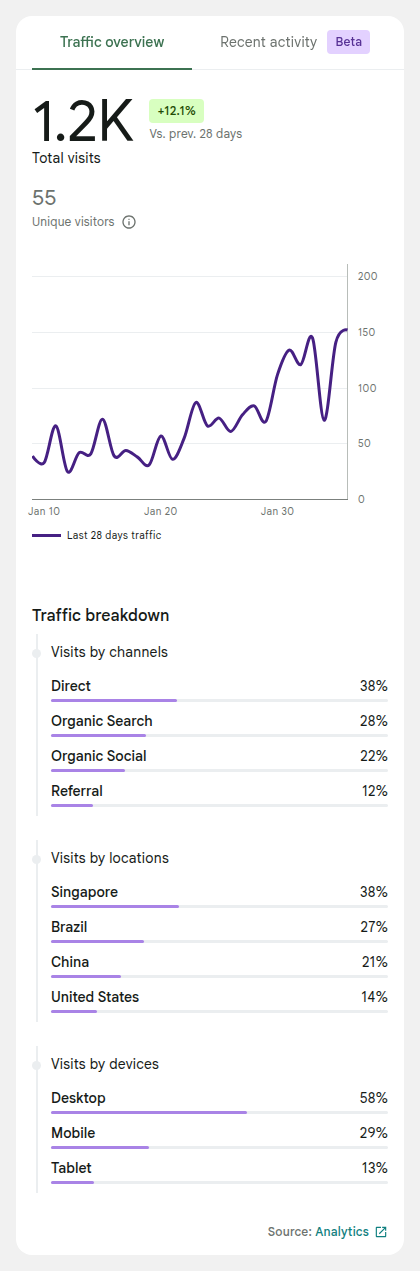 Traffic overview
Recent activity Beta
1.2K +12.1%
Vs. prev. 28 days
Total visits
55
Unique visitors
200
150
100
50
0
Jan 10 Jan 20 Jan 30
Last 28 days traffic
Traffic breakdown
Visits by channels
Direct 38%
Organic Search 28%
Organic Social 22%
Referral 12%
Visits by locations
Singapore 38%
Brazil 27%
China 21%
United States 14%
Visits by devices
Desktop 58%
Mobile 29%
Tablet 13%
Source: Analytics